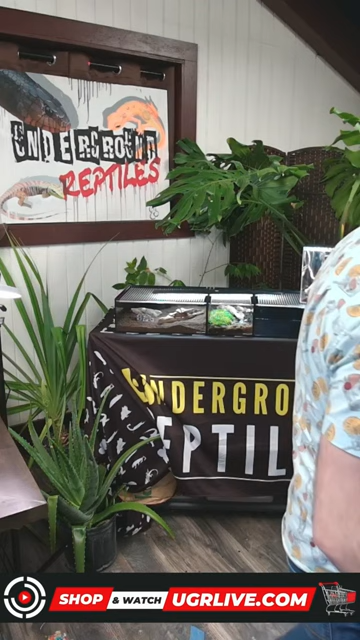 UNDERGROUND
REPTILES
UNDERGRO
EPTIL
SHOP & WATCH UGRLIVE.COM